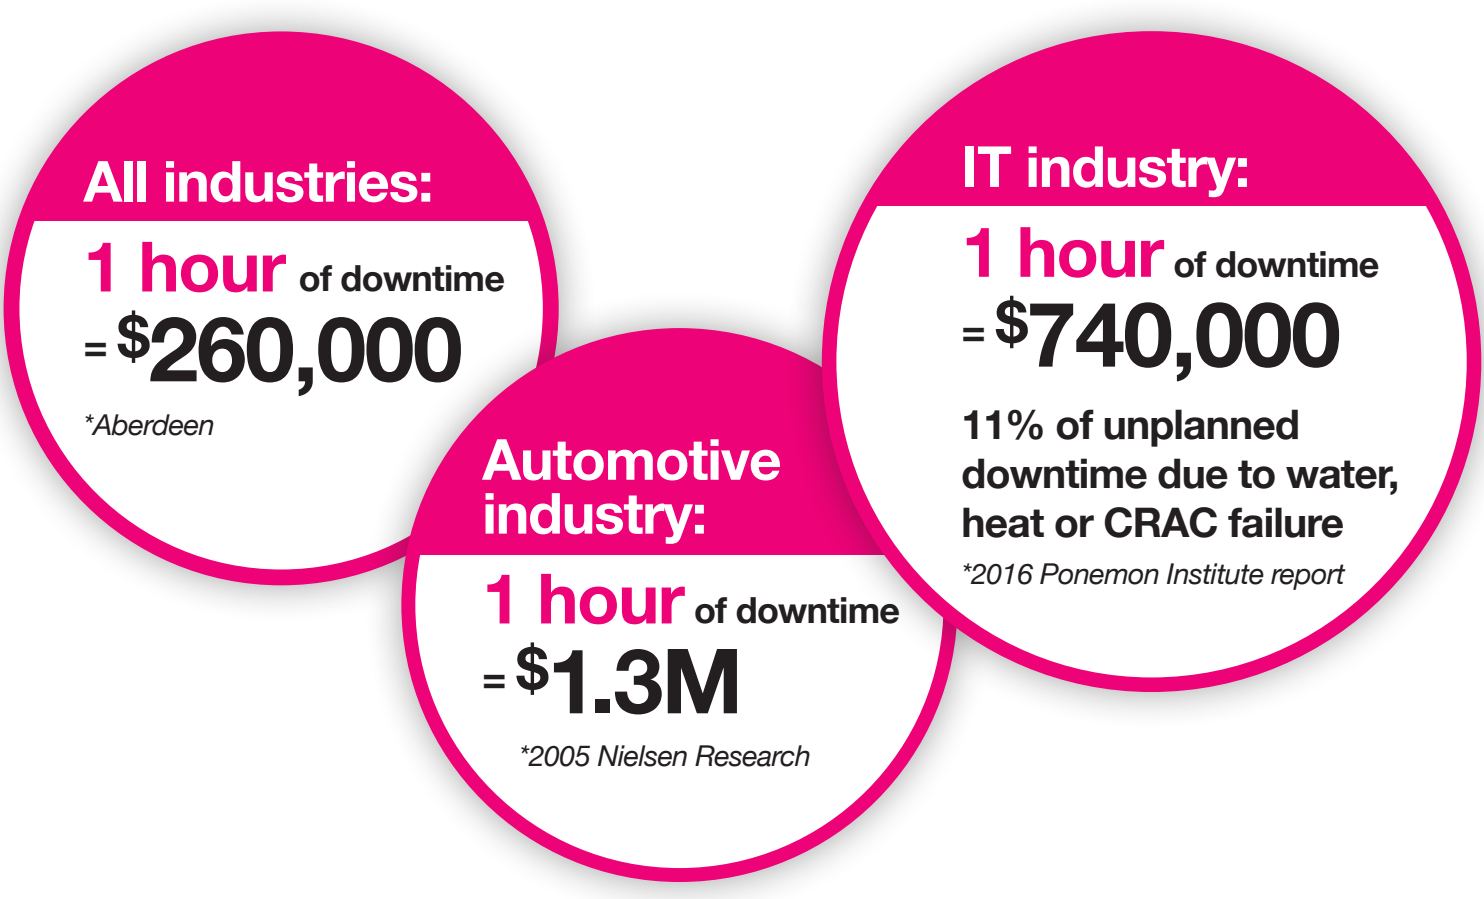 All industries:
1 hour of downtime
= $260,000
*Aberdeen
Automotive
industry:
1 hour of downtime
= $1.3M
*2005 Nielsen Research
IT industry:
1 hour of downtime
= $740,000
11% of unplanned
downtime due to water,
heat or CRAC failure
*2016 Ponemon Institute report